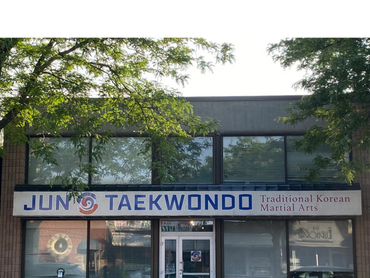 JUN TAEKWONDO
Traditional Korean
Martial Arts